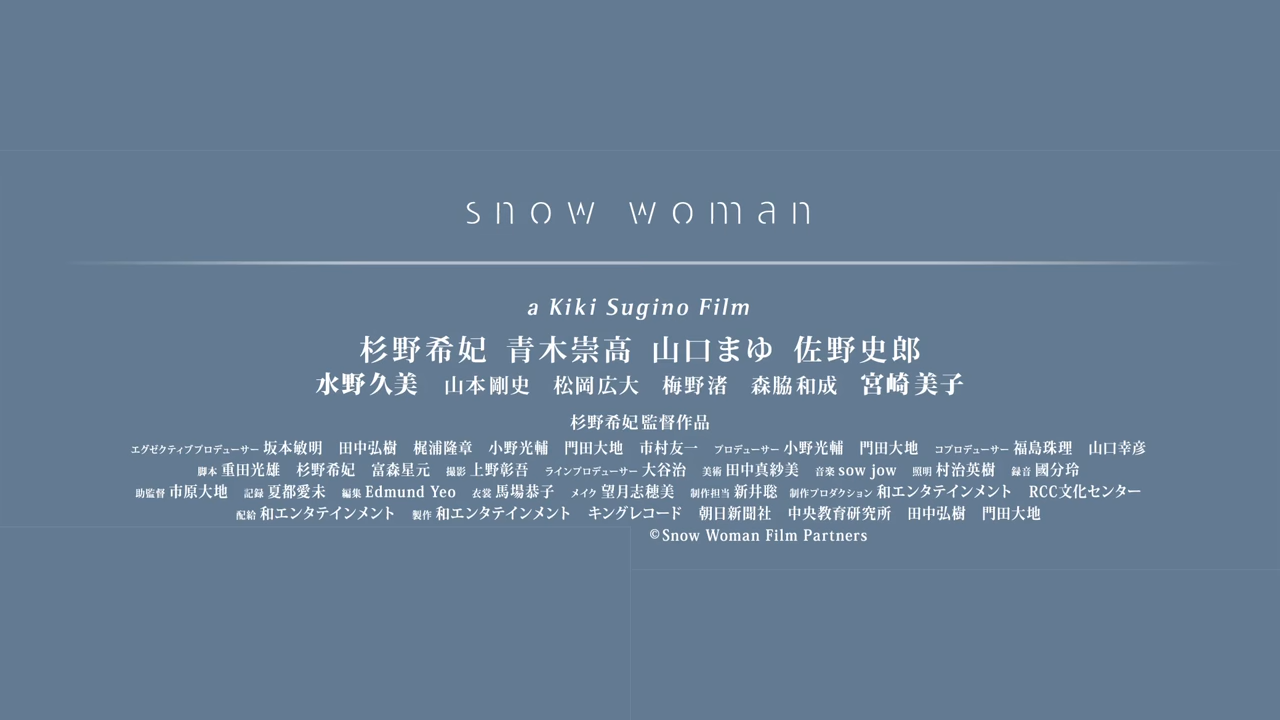 snow woman
a Kiki Sugino Film
杉野希妃 青木崇高 山口まゆ 佐野史郎
水野久美 山本剛史 松岡広大 梅野渚 森脇和成 宮崎美子
杉野希妃監督作品
エグゼクティブプロデューサー 坂本敏明 田中弘樹 梶浦隆章 小野光輔 門田大地 市村友一 プロデューサー 小野光輔 門田大地 コプロデューサー 福島珠理 山口幸彦
脚本 重田光雄 杉野希妃 富森星元 撮影 上野彰吾 ラインプロデューサー 大谷治 美術 田中真紗美 音楽 sow jow 照明 村治英樹 録音 國分玲
助監督 市原大地 記録 夏都愛未 編集 Edmund Yeo 衣裳 馬場恭子 メイク 望月志穂美 制作担当 新井聡 制作プロダクション 和エンタテインメント RCC文化センター
配給 和エンタテインメント 製作 和エンタテインメント キングレコード 朝日新聞社 中央教育研究所 田中弘樹 門田大地
©Snow Woman Film Partners